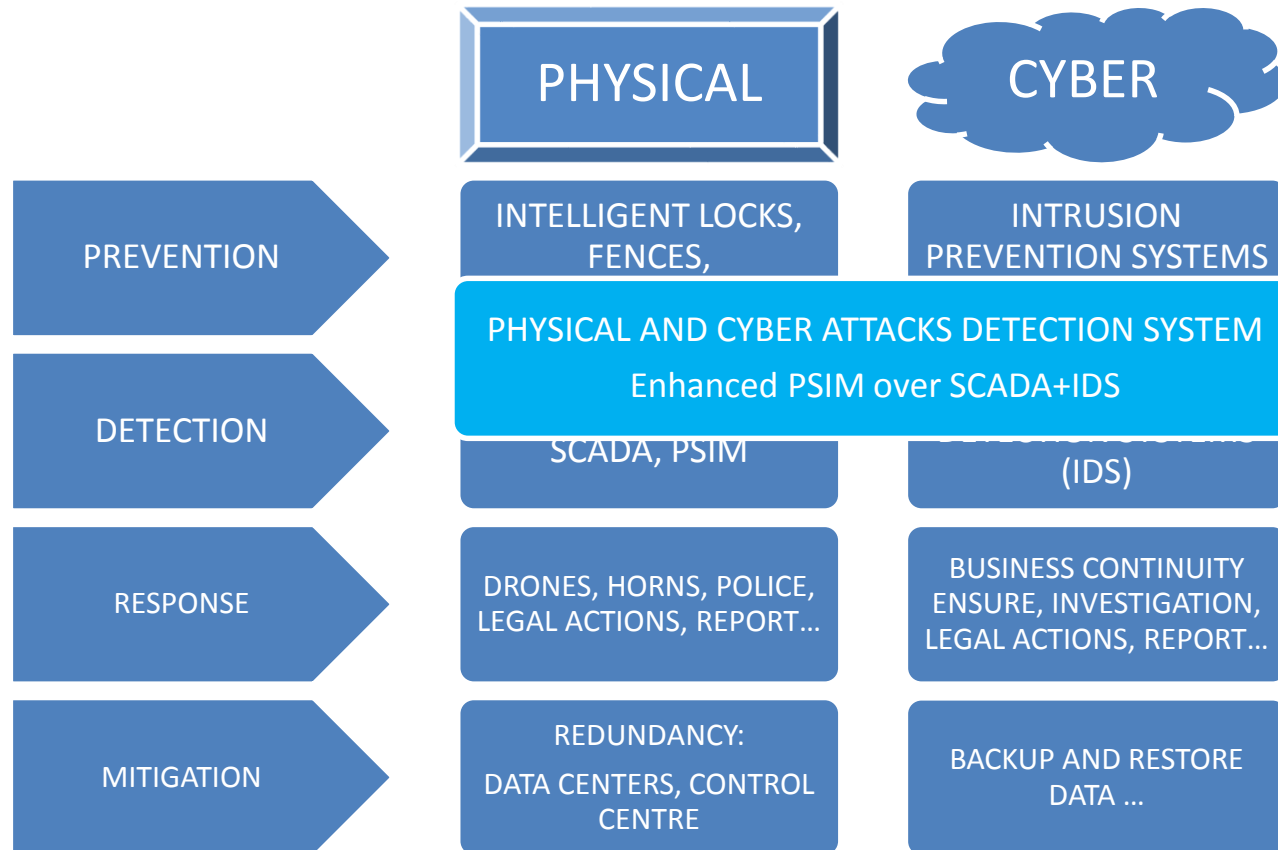 PHYSICAL
CYBER
PREVENTION
INTELLIGENT LOCKS,
FENCES,
INTRUSION
PREVENTION SYSTEMS
PHYSICAL AND CYBER ATTACKS DETECTION SYSTEM
Enhanced PSIM over SCADA+IDS
DETECTION
SCADA, PSIM
(IDS)
RESPONSE
DRONES, HORNS, POLICE,
LEGAL ACTIONS, REPORT...
BUSINESS CONTINUITY
ENSURE, INVESTIGATION,
LEGAL ACTIONS, REPORT...
MITIGATION
REDUNDANCY:
DATA CENTERS, CONTROL
CENTRE
BACKUP AND RESTORE
DATA ...